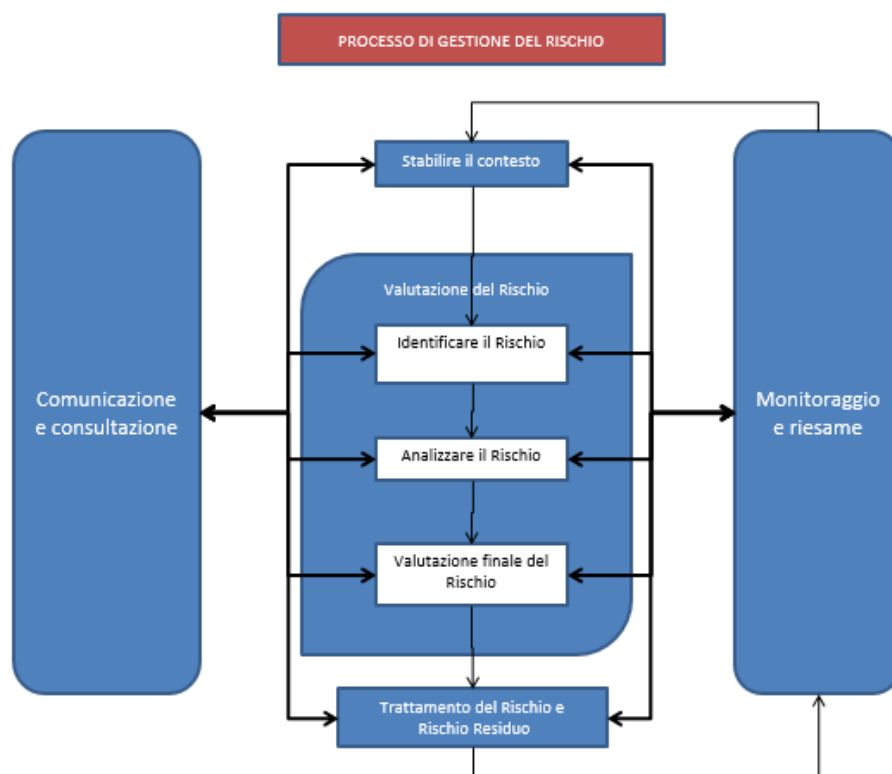 PROCESSO DI GESTIONE DEL RISCHIO
Stabilire il contesto
Valutazione del Rischio
Identificare il Rischio
Comunicazione
e consultazione
Monitoraggio
e riesame
Analizzare il Rischio
Valutazione finale del
Rischio
Trattamento del Rischio e
Rischio Residuo